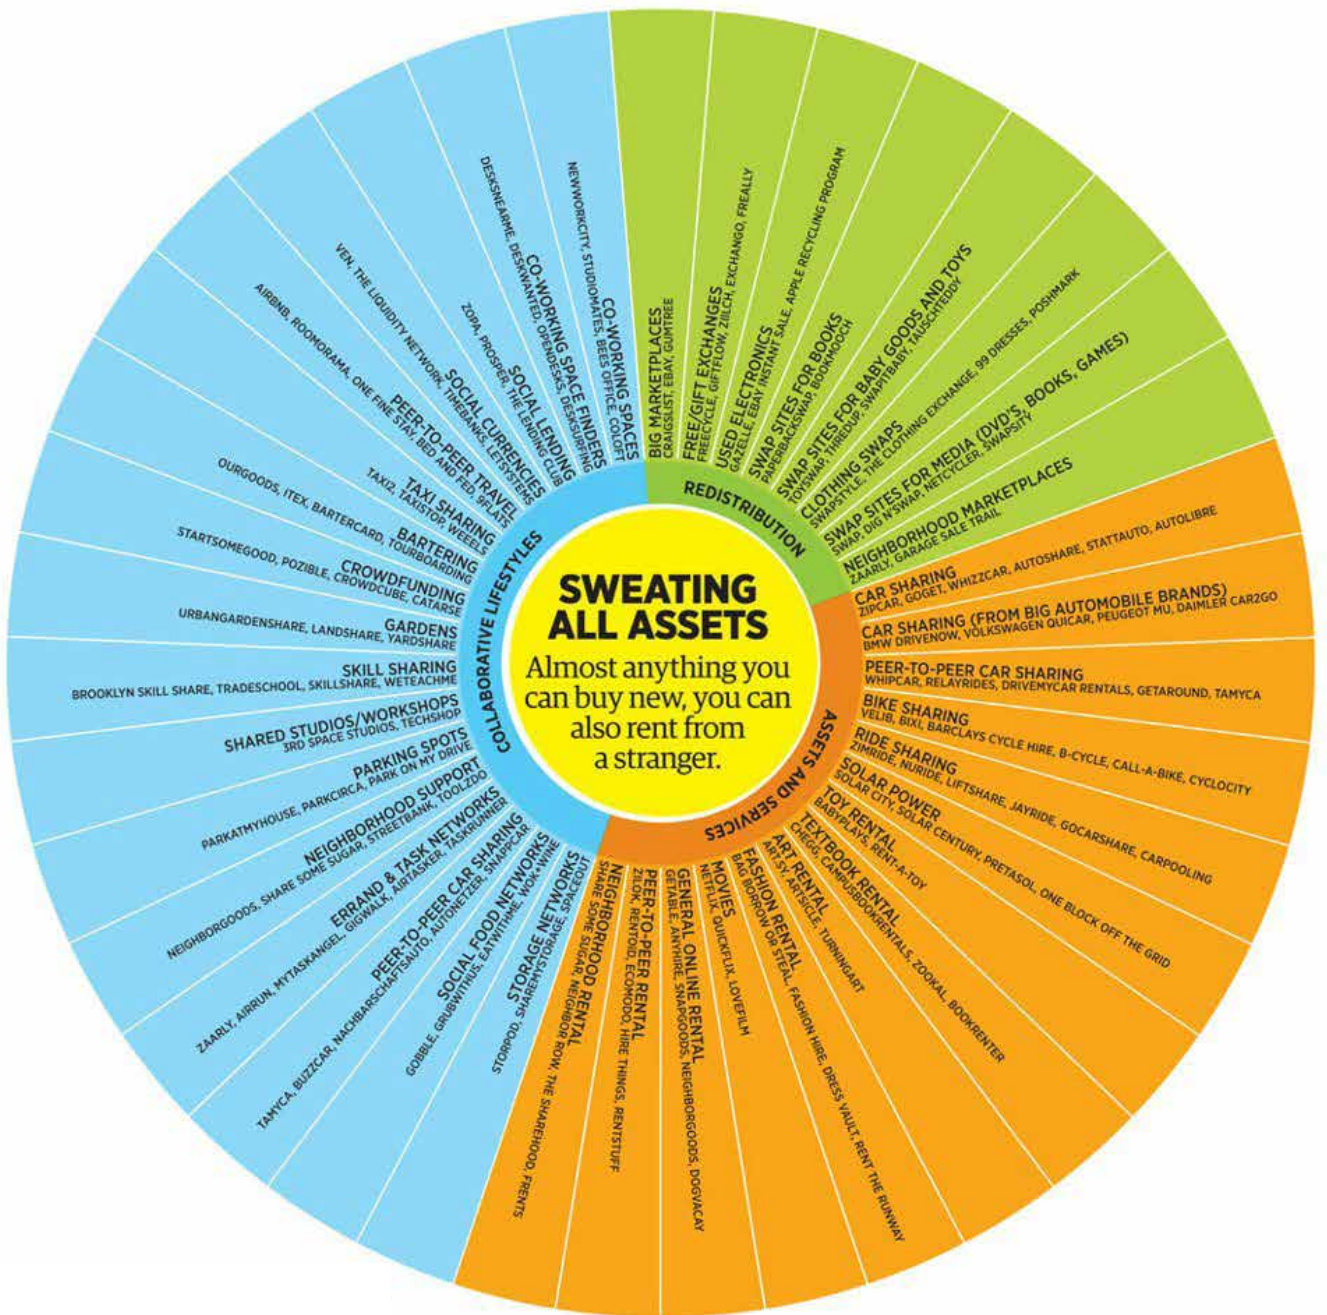 SWEATING
ALL ASSETS
Almost anything you
can buy new, you can
also rent from
a stranger.
REDISTRIBUTION
BIG MARKETPLACES
CRAIGSLIST, EBAY, GUMTREE
FREE/GIFT EXCHANGES
FREECYCLE, GIFTFLOW, ZIILCH, EXCHANGO, FREALLY
USED ELECTRONICS
GAZELLE, EBAY INSTANT SALE, APPLE RECYCLING PROGRAM
SWAP SITES FOR BOOKS
PAPERBACKSWAP, BOOKMOOCH
SWAP SITES FOR BABY GOODS AND TOYS
TOYSWAP, THREDUP, SWAPITBABY, TAUSCHTEDDY
CLOTHING SWAPS
SWAPSTYLE, THE CLOTHING EXCHANGE, 99 DRESSES, POSHMARK
SWAP SITES FOR MEDIA (DVD'S, BOOKS, GAMES)
SWAP, DIG N'SWAP, NETCYCLER. SWAPSITY
NEIGHBORHOOD MARKETPLACES
ZAARLY, GARAGE SALE TRAIL
ASSETS AND SERVICES
CAR SHARING
ZIPCAR, GOGET, WHIZZCAR, AUTOSHARE, STATTAUTO, AUTOLIBRE
CAR SHARING (FROM BIG AUTOMOBILE BRANDS)
BMW DRIVENOW, VOLKSWAGEN QUICAR, PEUGEOT MU, DAIMLER CAR2GO
PEER-TO-PEER CAR SHARING
WHIPCAR, RELAYRIDES, DRIVEMYCAR RENTALS, GETAROUND, TAMYCA
BIKE SHARING
VELIB, BIXI, BARCLAYS CYCLE HIRE, B-CYCLE, CALL-A-BIKE, CYCLOCITY
RIDE SHARING
ZIMRIDE, NURIDE, LIFTSHARE, JAYRIDE, GOCARSHARE, CARPOOLING
SOLAR POWER
SOLAR CITY, SOLAR CENTURY, PRETASOL, ONE BLOCK OFF THE GRID
TOY RENTAL
BABYPLAYS, RENT-A-TOY
TEXTBOOK RENTAL
CHEGG, CAMPUSBOOKRENTALS, ZOOKAL, BOOKRENTER
ART RENTAL
ART.SY, ARTSICLE, TURNINGART
FASHION RENTAL
BAG BORROW OR STEAL, FASHION HIRE, DRESS VAULT, RENT THE RUNWAY
MOVIES
NETFLIX, QUICKFLIX, LOVEFILM
GENERAL ONLINE RENTAL
GETABLE, ANYHIRE, SNAPGOODS, NEIGHBORGOODS, DOGVACAY
PEER-TO-PEER RENTAL
ZILOK, RENTOID, ECOMODO, HIRE THINGS, RENTSTUFF
NEIGHBORHOOD RENTAL
SHARE SOME SUGAR, NEIGHBOR ROW, THE SHAREHOOD, FRENTS
COLLABORATIVE LIFESTYLES
STORAGE NETWORKS
STORPOD, SHAREMYSTORAGE, SPACEOUT
SOCIAL FOOD NETWORKS
GOBBLE, GRUBWITHUS, EATWITHME, WOK+WINE
PEER-TO-PEER CAR SHARING
TAMYCA, BUZZCAR, NACHBARSCHAFTSAUTO, AUTONETZER, SNAPPCAR
ERRAND & TASK NETWORKS
ZAARLY, AIRRUN, MYTASKANGEL, GIGWALK, AIRTASKER, TASKRUNNER
NEIGHBORHOOD SUPPORT
NEIGHBORGOODS, SHARE SOME SUGAR, STREETBANK, TOOLZDO
PARKING SPOTS
PARKATMYHOUSE, PARKCIRCA, PARK ON MY DRIVE
SHARED STUDIOS/WORKSHOPS
3RD SPACE STUDIOS, TECHSHOP
SKILL SHARING
BROOKLYN SKILL SHARE, TRADESCHOOL, SKILLSHARE, WETEACHME
GARDENS
URBANGARDENSHARE, LANDSHARE, YARDSHARE
CROWDFUNDING
STARTSOMEGOOD, POZIBLE, CROWDCUBE, CATARSE
BARTERING
OURGOODS, ITEX, BARTERCARD, TOURBOARDING
TAXI SHARING
TAXI2, TAXISTOP, WEEELS
PEER-TO-PEER TRAVEL
AIRBNB, ROOMORAMA, ONE FINE STAY, BED AND FED, 9FLATS
SOCIAL CURRENCIES
VEN, THE LIQUIDITY NETWORK, TIMEBANKS, LETSYSTEMS
SOCIAL LENDING
ZOPA, PROSPER, THE LENDING CLUB
CO-WORKING SPACE FINDERS
DESKSNEARME, DESKWANTED, OPENDESKS, DESKSURFING
CO-WORKING SPACES
NEWWORKCITY, STUDIOMATES, BEES OFFICE, COLOFT